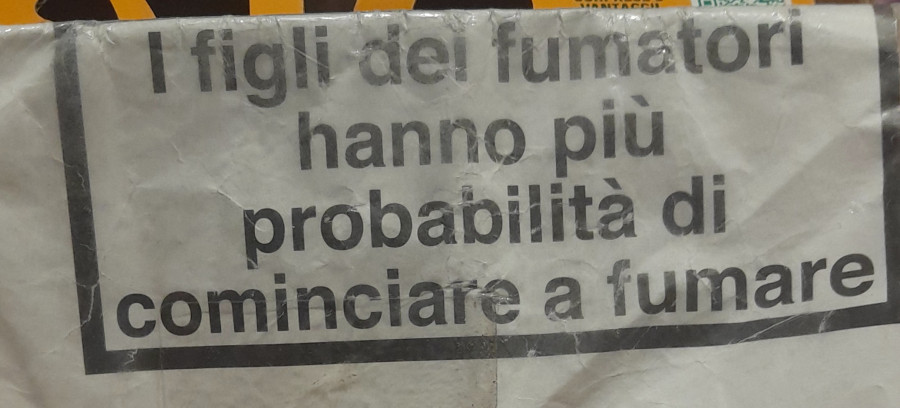 I figli dei fumatori
hanno più
probabilità di
cominciare a fumare